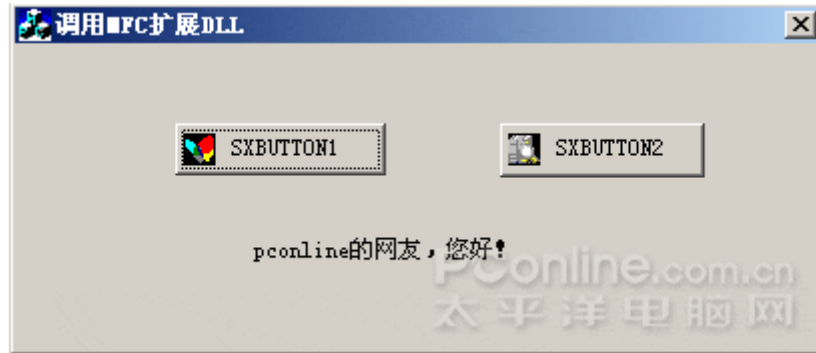 调用MFC扩展DLL
SXBUTTON1
SXBUTTON2
pconline的网友，您好！
PConline.com.cn
太平洋电脑网